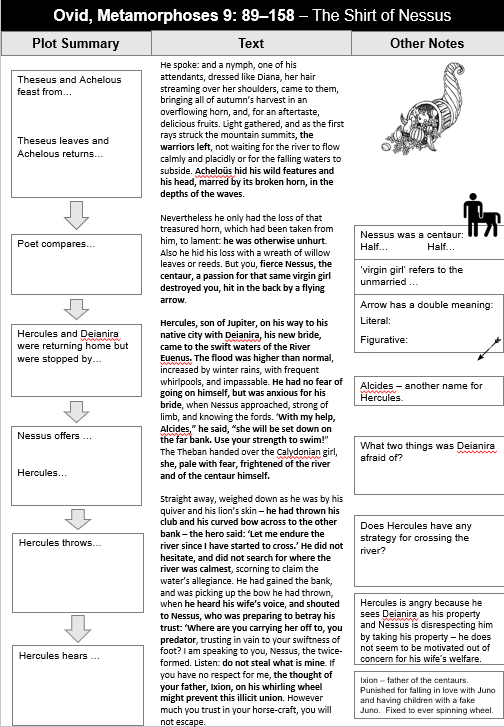 Ovid, Metamorphoses 9: 89–158 – The Shirt of Nessus
Plot Summary
Text
Other Notes
Theseus and Achelous
feast from…
Theseus leaves and
Achelous returns…
Poet compares…
Hercules and Deianira
were returning home but
were stopped by…
Nessus offers …
Hercules…
Hercules throws…
Hercules hears …
He spoke: and a nymph, one of his
attendants, dressed like Diana, her hair
streaming over her shoulders, came to them,
bringing all of autumn's harvest in an
overflowing horn, and, for an aftertaste,
delicious fruits. Light gathered, and as the first
rays struck the mountain summits, the
warriors left, not waiting for the river to flow
calmly and placidly or for the falling waters to
subside. Acheloüs hid his wild features and
his head, marred by its broken horn, in the
depths of the waves.
Nevertheless he only had the loss of that
treasured horn, which had been taken from
him, to lament: he was otherwise unhurt.
Also he hid his loss with a wreath of willow
leaves or reeds. But you, fierce Nessus, the
centaur, a passion for that same virgin girl
destroyed you, hit in the back by a flying
arrow.
Hercules, son of Jupiter, on his way to his
native city with Deianira, his new bride,
came to the swift waters of the River
Euenus. The flood was higher than normal,
increased by winter rains, with frequent
whirlpools, and impassable. He had no fear of
going on himself, but was anxious for his
bride, when Nessus approached, strong of
limb, and knowing the fords. 'With my help,
Alcides," he said, "she will be set down on
the far bank. Use your strength to swim!"
The Theban handed over the Calydonian girl,
she, pale with fear, frightened of the river
and of the centaur himself.
Straight away, weighed down as he was by his
quiver and his lion's skin – he had thrown his
club and his curved bow across to the other
bank – the hero said: 'Let me endure the
river since I have started to cross.' He did not
hesitate, and did not search for where the
river was calmest, scorning to claim the
water's allegiance. He had gained the bank,
and was picking up the bow he had thrown,
when he heard his wife's voice, and shouted
to Nessus, who was preparing to betray his
trust: 'Where are you carrying her off to, you
predator, trusting in vain to your swiftness of
foot? I am speaking to you, Nessus, the twice-
formed. Listen: do not steal what is mine. If
you have no respect for me, the thought of
your father, Ixion, on his whirling wheel
might prevent this illicit union. However
much you trust in your horse-craft, you will
not escape.
Nessus was a centaur:
Half… Half…
'virgin girl' refers to the
unmarried …
Arrow has a double meaning:
Literal:
Figurative:
Alcides – another name for
Hercules.
What two things was Deianira
afraid of?
Does Hercules have any
strategy for crossing the
river?
Hercules is angry because he
sees Deianira as his property
and Nessus is disrespecting him
by taking his property – he does
not seem to be motivated out of
concern for his wife's welfare.
Ixion – father of the centaurs.
Punished for falling in love with Juno
and having children with a fake
Juno. Fixed to ever spinning wheel.